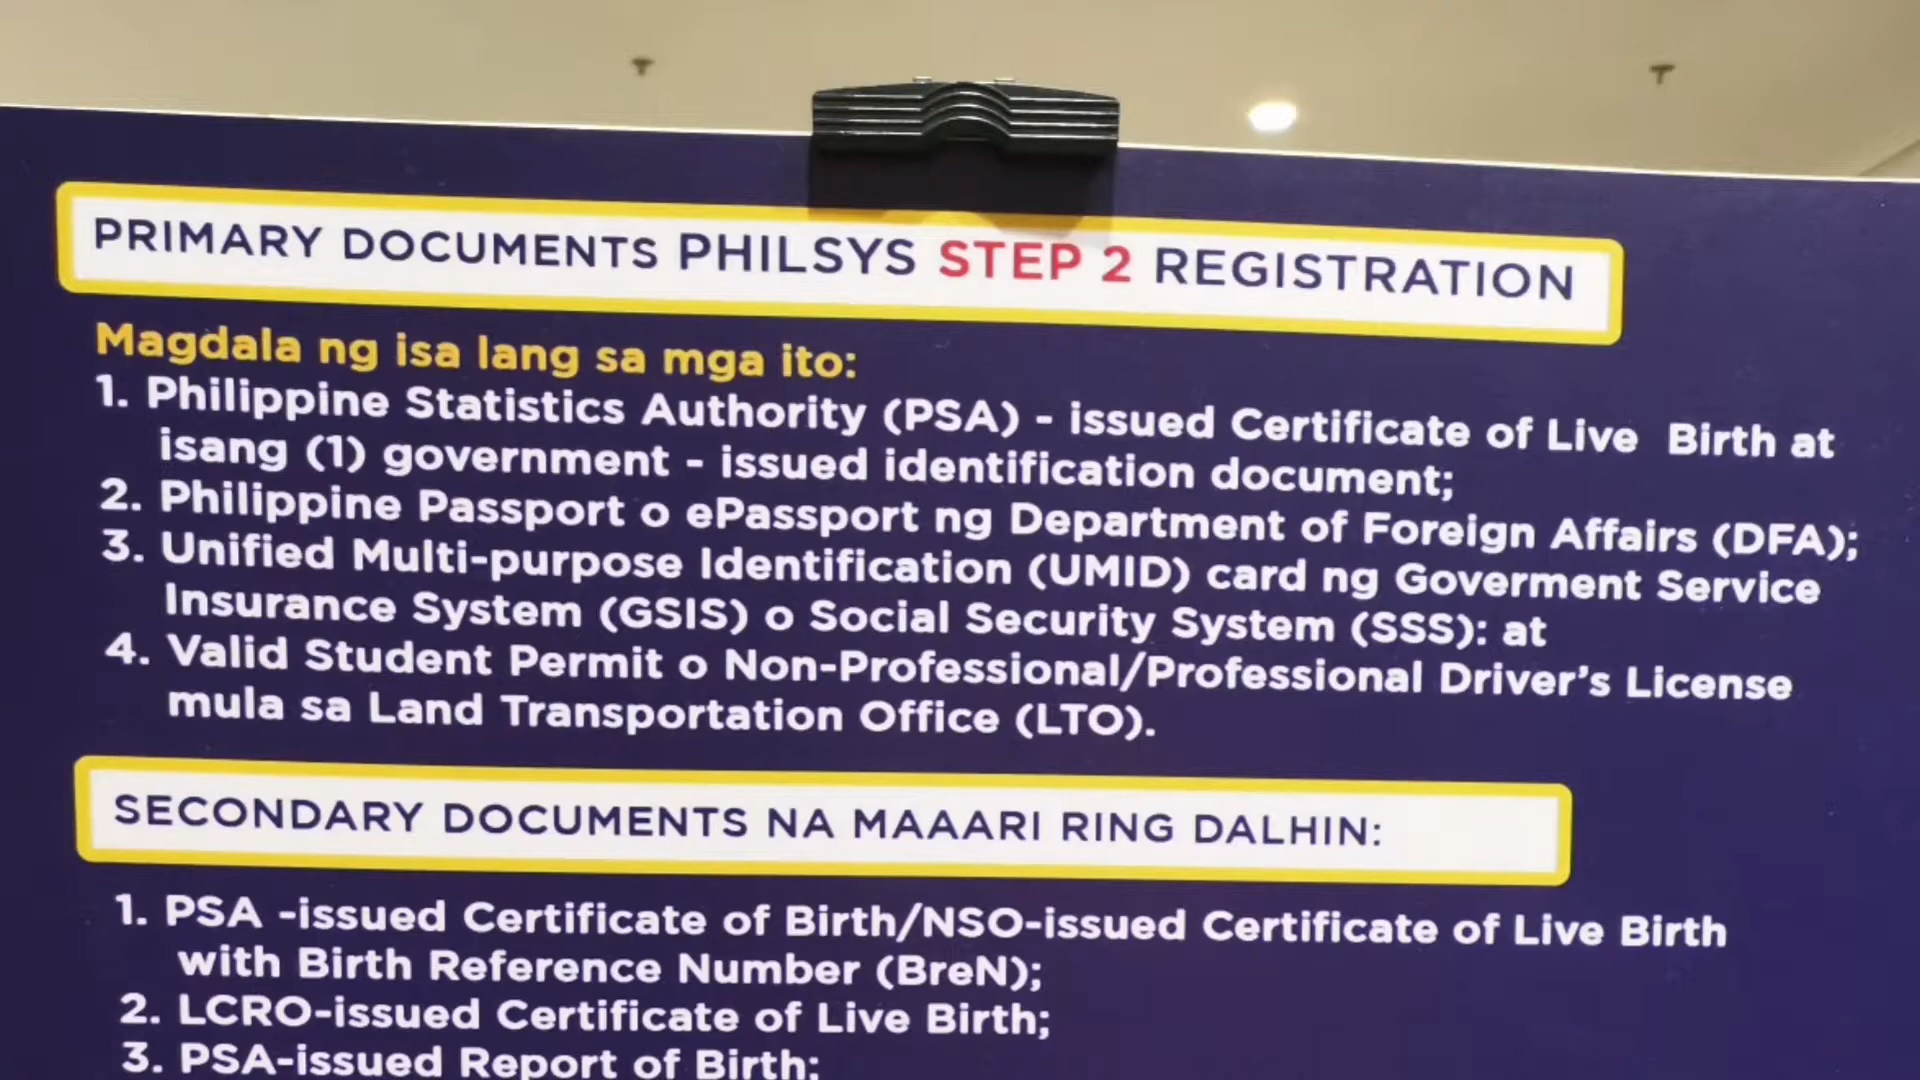 PRIMARY DOCUMENTS PHILSYS STEP 2 REGISTRATION
Magdala ng isa lang sa mga ito:
1. Philippine Statistics Authority (PSA) - issued Certificate of Live Birth at
isang (1) government - issued identification document;
2. Philippine Passport o ePassport ng Department of Foreign Affairs (DFA);
3. Unified Multi-purpose Identification (UMID) card ng Goverment Service
Insurance System (GSIS) o Social Security System (SSS): at
4. Valid Student Permit o Non-Professional/Professional Driver's License
mula sa Land Transportation Office (LTO).
SECONDARY DOCUMENTS NA MAAARI RING DALHIN:
1. PSA -issued Certificate of Birth/NSO-issued Certificate of Live Birth
with Birth Reference Number (BreN);
2. LCRO-issued Certificate of Live Birth;
3. PSA-issued Report of Birth;